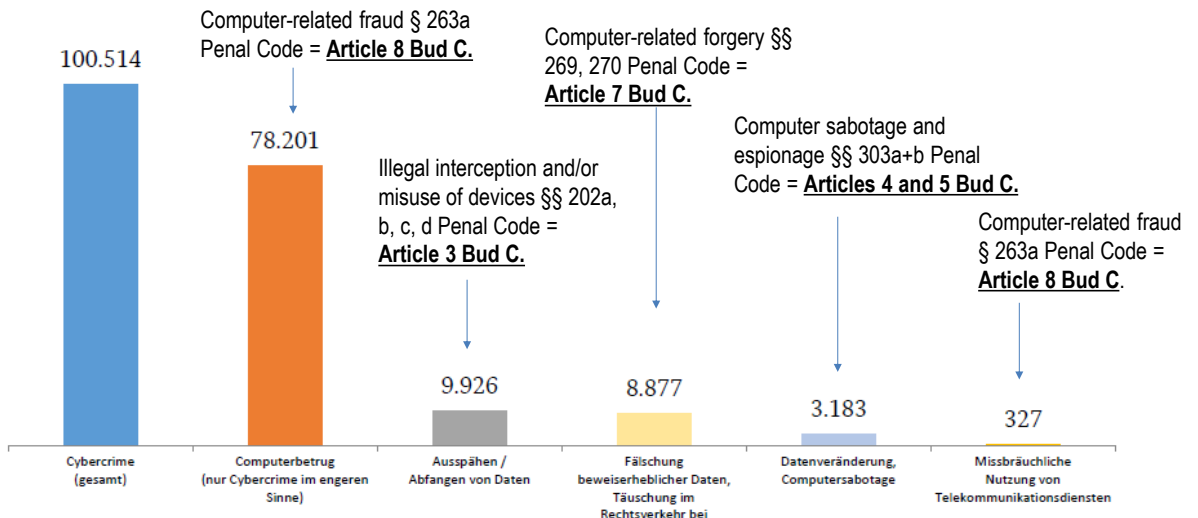 Computer-related fraud § 263a
Penal Code = Article 8 Bud C.
Computer-related forgery §§
269, 270 Penal Code =
Article 7 Bud C.
100.514
78.201
Computer sabotage and
espionage §§ 303a+b Penal
Code = Articles 4 and 5 Bud C.
Illegal interception and/or
misuse of devices §§ 202a,
b, c, d Penal Code =
Article 3 Bud C.
Computer-related fraud
§ 263a Penal Code =
Article 8 Bud C.
9.926
8.877
3.183
327
Cybercrime
(gesamt)
Computerbetrug
(nur Cybercrime im engeren
Sinne)
Ausspähen /
Abfangen von Daten
Fälschung
beweiserheblicher Daten,
Täuschung im
Rechtsverkehr bei
Datenveränderung,
Computersabotage
Missbräuchliche
Nutzung von
Telekommunikationsdiensten